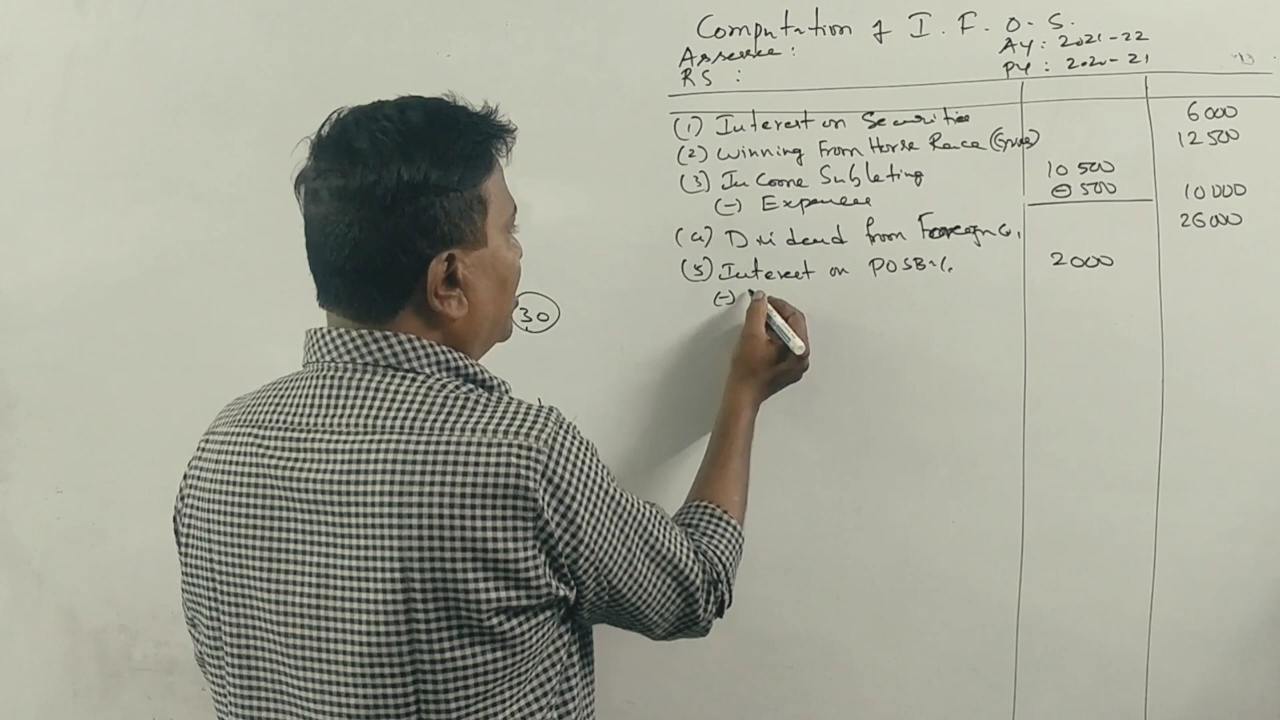 Computation of I. F. O. S.
Assessee :
AY : 2021-22
RS :
PY : 2020-21
(1) Interest on Securities 6000
(2) Winning From Horse Race (Gross) 12500
(3) Income Subleting 10500
(-) Expenses ⊖ 500 10000
(4) Dividend from Foreign Co. 26000
(5) Interest on POSB A/c. 2000
(-)
30